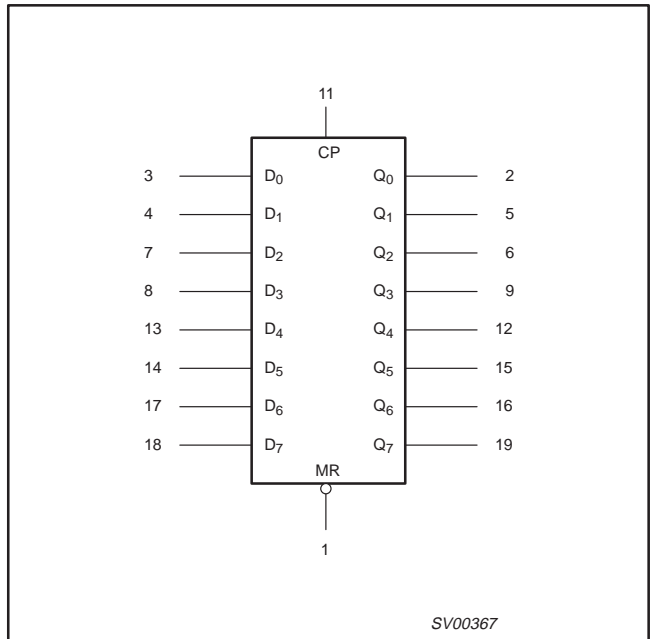 11
CP
3 D0 Q0 2
4 D1 Q1 5
7 D2 Q2 6
8 D3 Q3 9
13 D4 Q4 12
14 D5 Q5 15
17 D6 Q6 16
18 D7 Q7 19
MR
1
SV00367